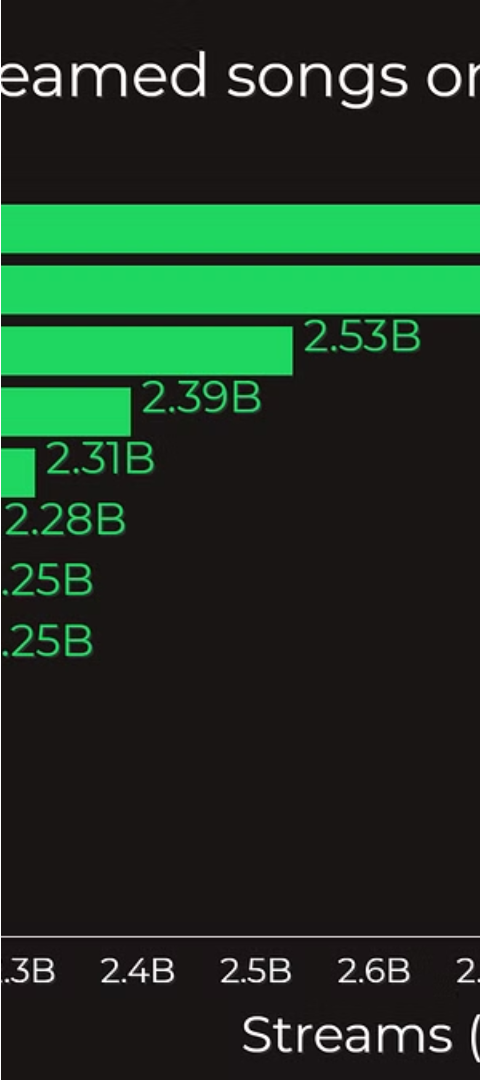 eamed songs or
2.53B
2.39B
2.31B
2.28B
.25B
.25B
.3B 2.4B 2.5B 2.6B 2.
Streams (